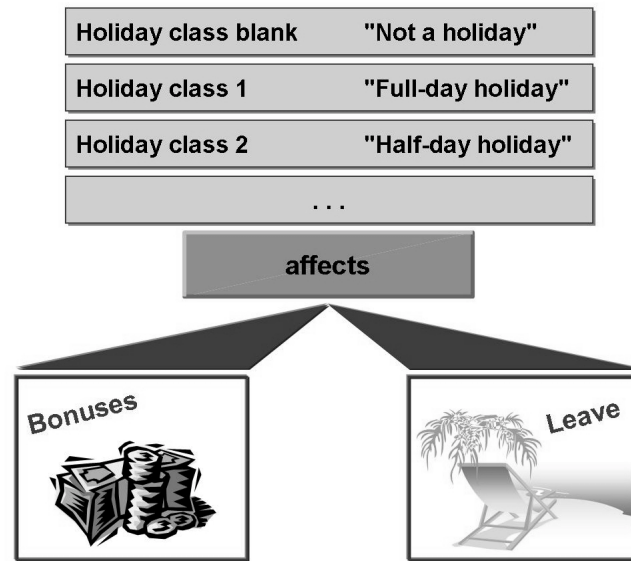 Holiday class blank "Not a holiday"
Holiday class 1 "Full-day holiday"
Holiday class 2 "Half-day holiday"
. . .
affects
Bonuses
Leave